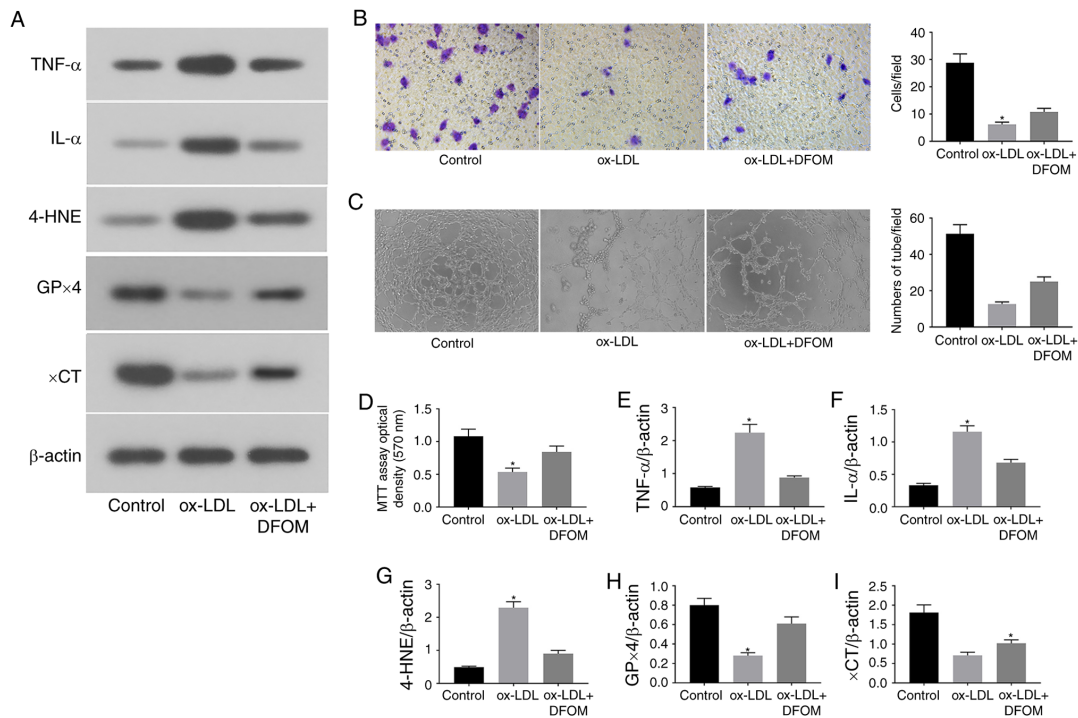 A
TNF-α
IL-α
4-HNE
GP×4
×CT
β-actin
Control
ox-LDL
ox-LDL+
DFOM
B
Control
ox-LDL
ox-LDL+DFOM
Cells/field
40
30
20
10
0
*
Control
ox-LDL
ox-LDL+
DFOM
C
Control
ox-LDL
ox-LDL+DFOM
Numbers of tube/field
60
40
20
0
Control
ox-LDL
ox-LDL+
DFOM
D
MTT assay optical
density (570 nm)
1.5
1.0
0.5
0.0
*
Control
ox-LDL
ox-LDL+
DFOM
E
TNF-α/β-actin
3
2
1
0
*
Control
ox-LDL
ox-LDL+
DFOM
F
IL-α/β-actin
1.5
1.0
0.5
0.0
*
Control
ox-LDL
ox-LDL+
DFOM
G
4-HNE/β-actin
3
2
1
0
*
Control
ox-LDL
ox-LDL+
DFOM
H
GP×4/β-actin
1.0
0.8
0.6
0.4
0.2
0.0
*
Control
ox-LDL
ox-LDL+
DFOM
I
×CT/β-actin
2.5
2.0
1.5
1.0
0.5
0.0
*
Control
ox-LDL
ox-LDL+
DFOM